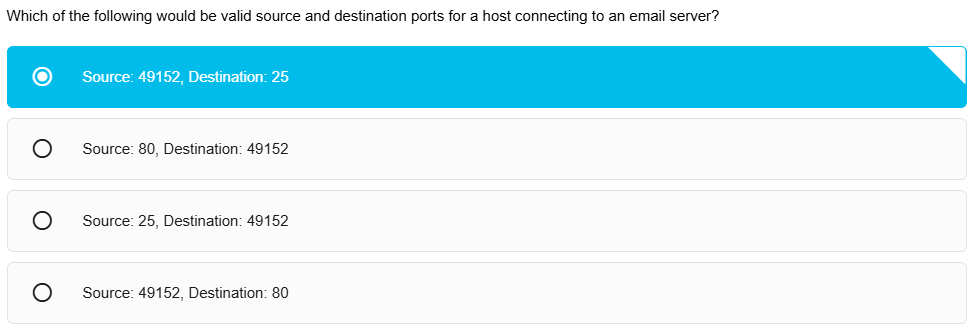 Which of the following would be valid source and destination ports for a host connecting to an email server?
Source: 49152, Destination: 25
Source: 80, Destination: 49152
Source: 25, Destination: 49152
Source: 49152, Destination: 80